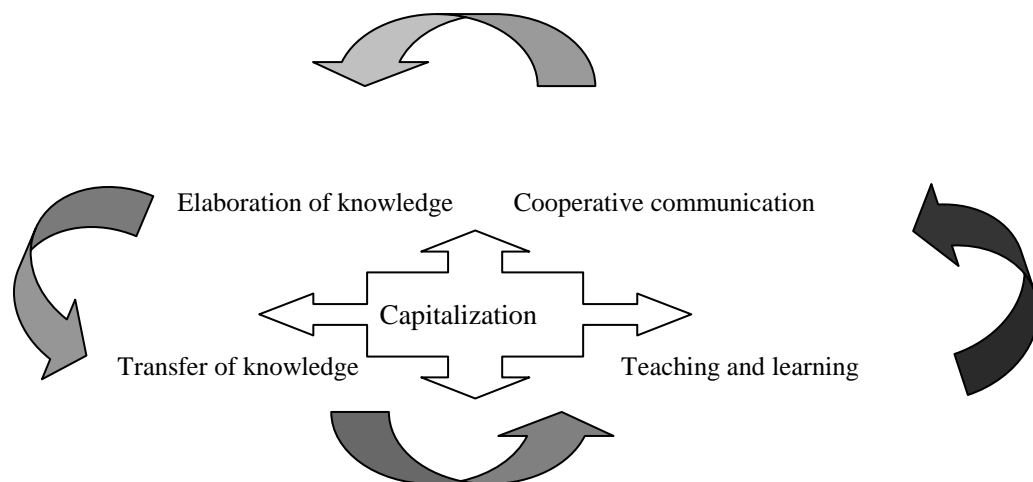 Elaboration of knowledge Cooperative communication
Capitalization
Transfer of knowledge Teaching and learning